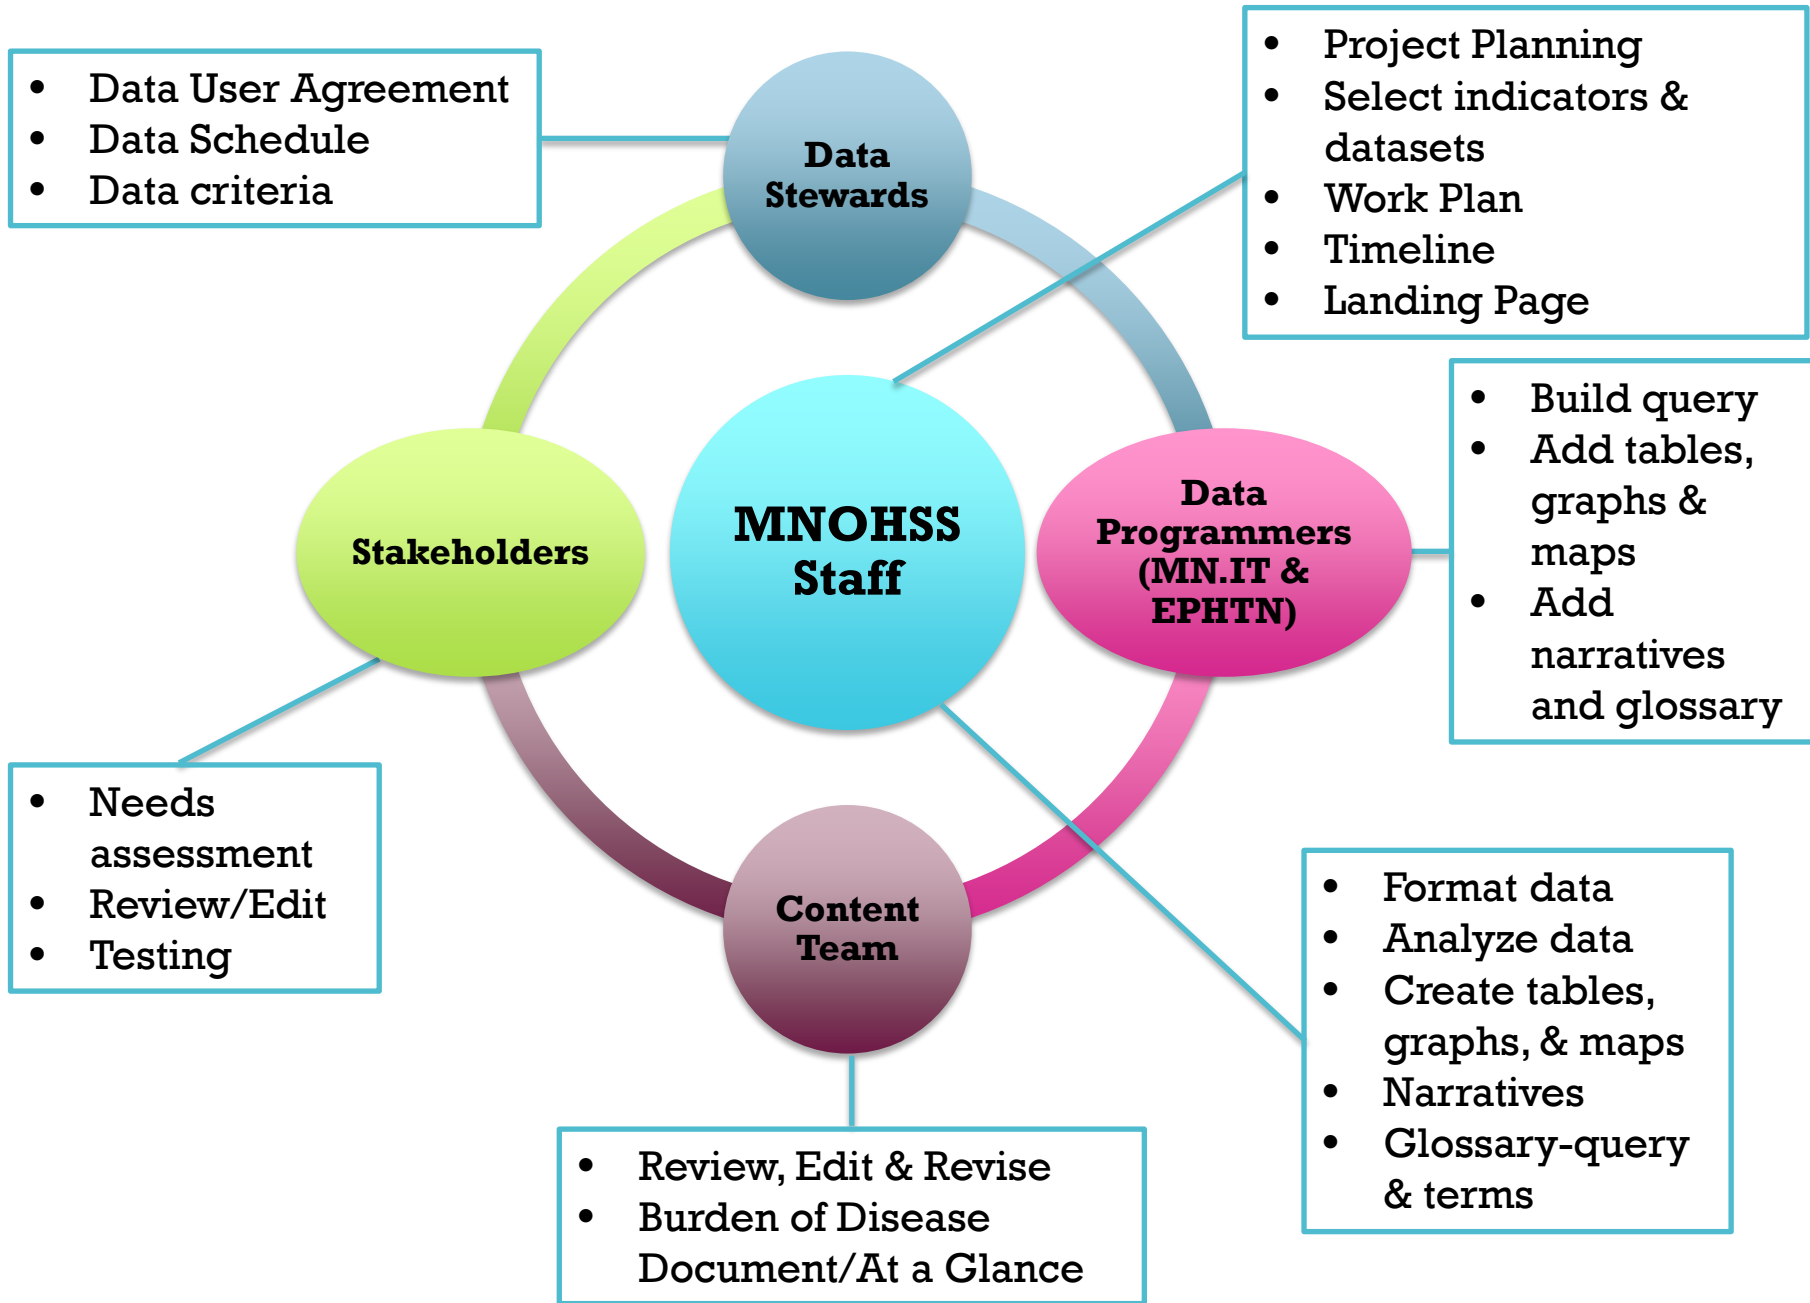 • Data User Agreement
• Data Schedule
• Data criteria
Data
Stewards
• Project Planning
• Select indicators &
datasets
• Work Plan
• Timeline
• Landing Page
• Build query
• Add tables,
graphs &
maps
• Add
narratives
and glossary
Stakeholders
MNOHSS
Staff
Data
Programmers
(MN.IT &
EPHTN)
• Needs
assessment
• Review/Edit
• Testing
Content
Team
• Format data
• Analyze data
• Create tables,
graphs, & maps
• Narratives
• Glossary-query
& terms
• Review, Edit & Revise
• Burden of Disease
Document/At a Glance